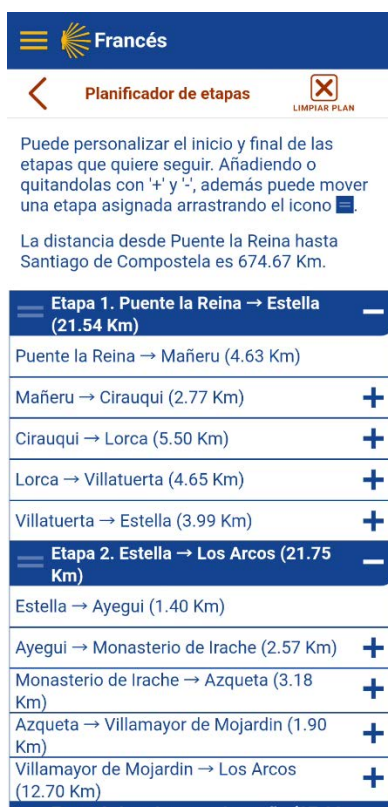 Francés
Planificador de etapas
LIMPIAR PLAN
Puede personalizar el inicio y final de las
etapas que quiere seguir. Añadiendo o
quitandolas con '+' y '-', además puede mover
una etapa asignada arrastrando el icono .
La distancia desde Puente la Reina hasta
Santiago de Compostela es 674.67 Km.
Etapa 1. Puente la Reina → Estella
(21.54 Km)
Puente la Reina → Mañeru (4.63 Km)
Mañeru → Cirauqui (2.77 Km)
Cirauqui → Lorca (5.50 Km)
Lorca → Villatuerta (4.65 Km)
Villatuerta → Estella (3.99 Km)
Etapa 2. Estella → Los Arcos (21.75
Km)
Estella → Ayegui (1.40 Km)
Ayegui → Monasterio de Irache (2.57 Km)
Monasterio de Irache → Azqueta (3.18
Km)
Azqueta → Villamayor de Mojardin (1.90
Km)
Villamayor de Mojardin → Los Arcos
(12.70 Km)